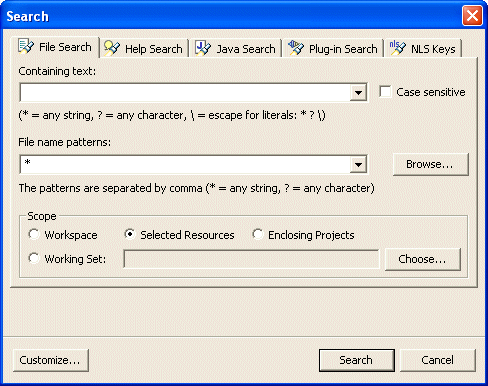 Search
File Search Help Search Java Search Plug-in Search NLS Keys
Containing text:
Case sensitive
(* = any string, ? = any character, \ = escape for literals: * ? \)
File name patterns:
* Browse...
The patterns are separated by comma (* = any string, ? = any character)
Scope
Workspace Selected Resources Enclosing Projects
Working Set: Choose...
Customize... Search Cancel